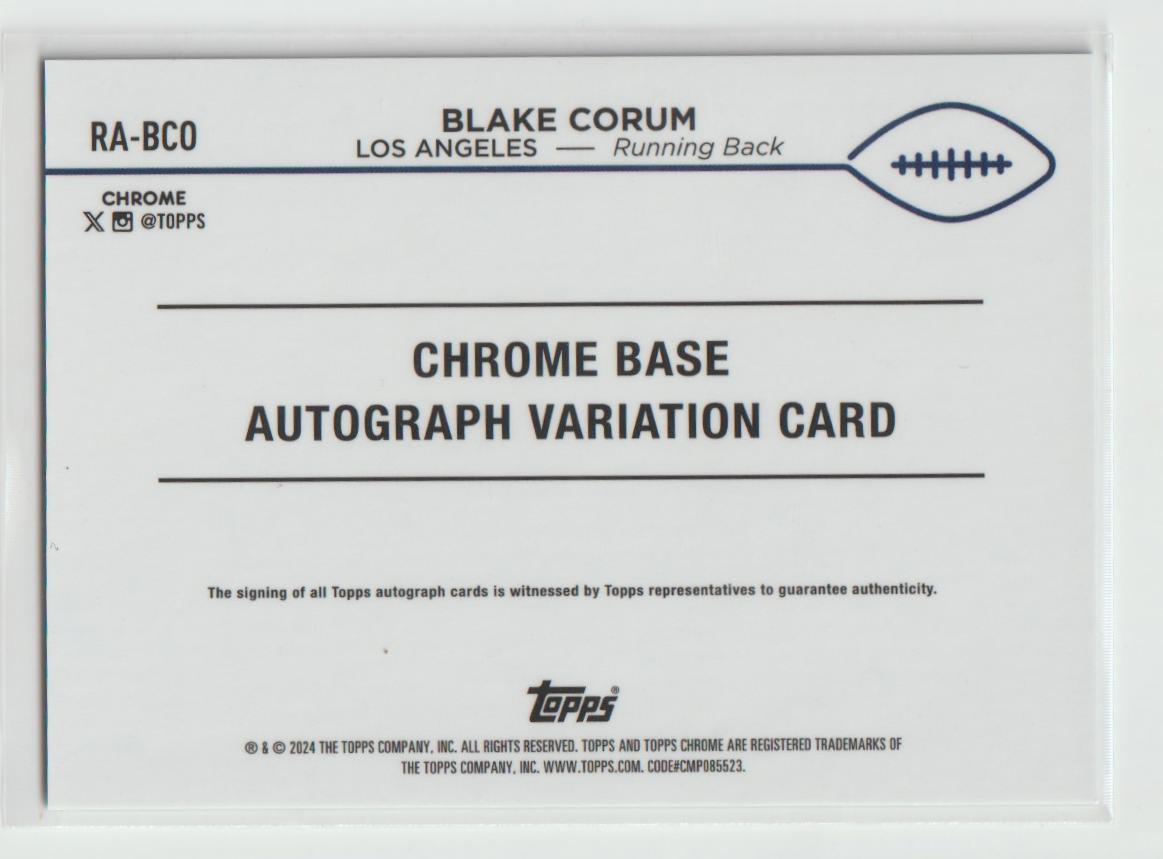 RA-BCO
BLAKE CORUM
LOS ANGELES — Running Back
CHROME
@TOPPS
CHROME BASE
AUTOGRAPH VARIATION CARD
The signing of all Topps autograph cards is witnessed by Topps representatives to guarantee authenticity.
Topps®
® & © 2024 THE TOPPS COMPANY, INC. ALL RIGHTS RESERVED. TOPPS AND TOPPS CHROME ARE REGISTERED TRADEMARKS OF
THE TOPPS COMPANY, INC. WWW.TOPPS.COM. CODE#CMP085523.